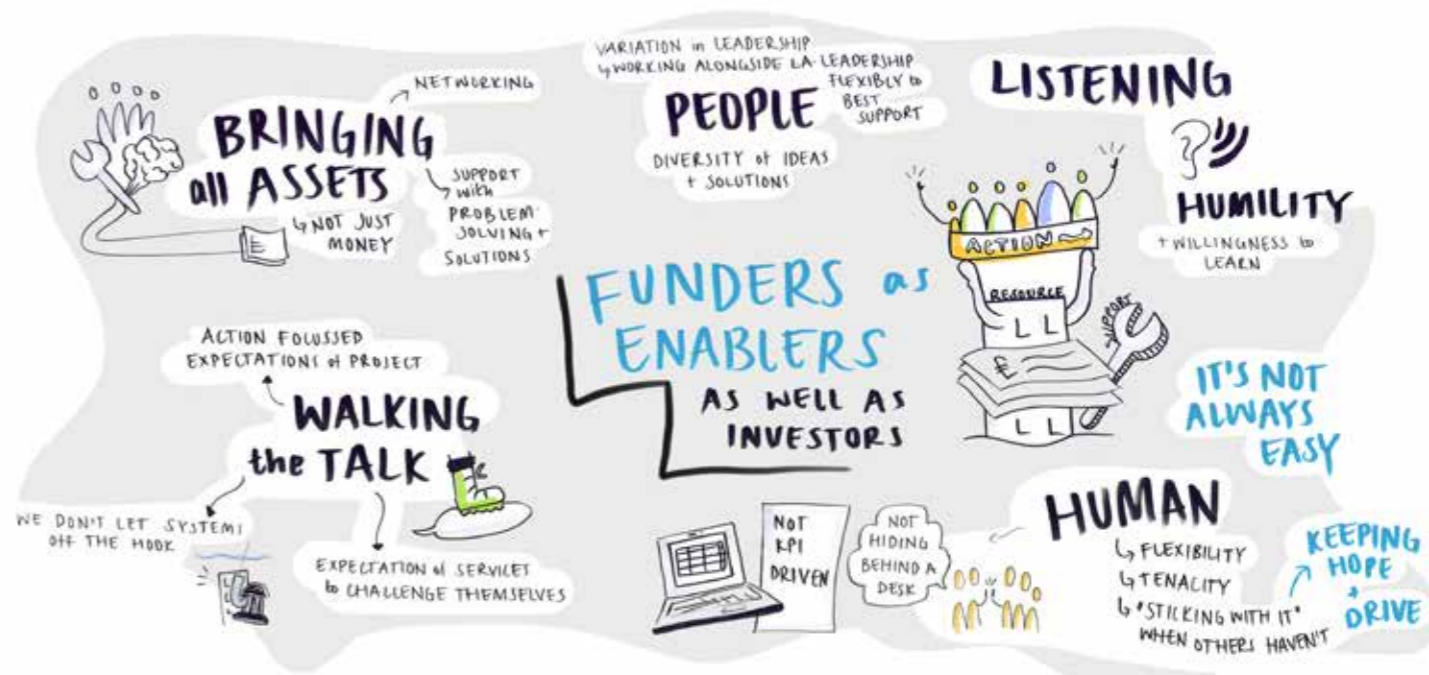 BRINGING
all ASSETS
NETWORKING
SUPPORT
with
PROBLEM
SOLVING +
SOLUTIONS
NOT JUST
MONEY
VARIATION in LEADERSHIP
WORKING ALONGSIDE LA LEADERSHIP
FLEXIBLY to
BEST
SUPPORT
PEOPLE
DIVERSITY of IDEAS
+ SOLUTIONS
LISTENING
?
HUMILITY
+ WILLINGNESS to
LEARN
FUNDERS as
ENABLERS
AS WELL AS
INVESTORS
ACTION
RESOURCE
SUPPORT
£
ACTION FOCUSSED
EXPECTATIONS of PROJECT
WALKING
the TALK
WE DON'T LET SYSTEMS
OFF THE HOOK
EXPECTATION of SERVICES
to CHALLENGE THEMSELVES
NOT
KPI
DRIVEN
NOT
HIDING
BEHIND A
DESK
IT'S NOT
ALWAYS
EASY
HUMAN
FLEXIBILITY
TENACITY
"STICKING WITH IT"
WHEN OTHERS HAVEN'T
KEEPING
HOPE
+
DRIVE